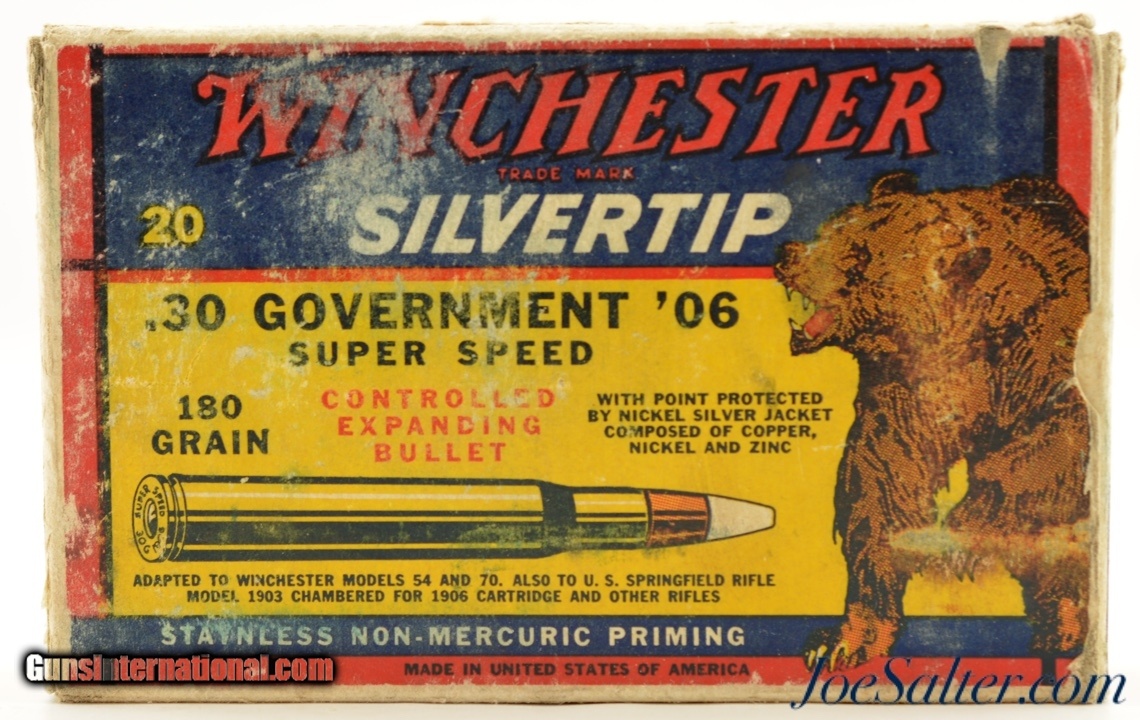 WINCHESTER
TRADE MARK
20
SILVERTIP
.30 GOVERNMENT '06
SUPER SPEED
180
GRAIN
CONTROLLED
EXPANDING
BULLET
WITH POINT PROTECTED
BY NICKEL SILVER JACKET
COMPOSED OF COPPER,
NICKEL AND ZINC
SUPER SPEED
ADAPTED TO WINCHESTER MODELS 54 AND 70. ALSO TO U. S. SPRINGFIELD RIFLE
MODEL 1903 CHAMBERED FOR 1906 CARTRIDGE AND OTHER RIFLES
STAYNLESS NON-MERCURIC PRIMING
MADE IN UNITED STATES OF AMERICA
GunsInternational.com
JoeSalter.com